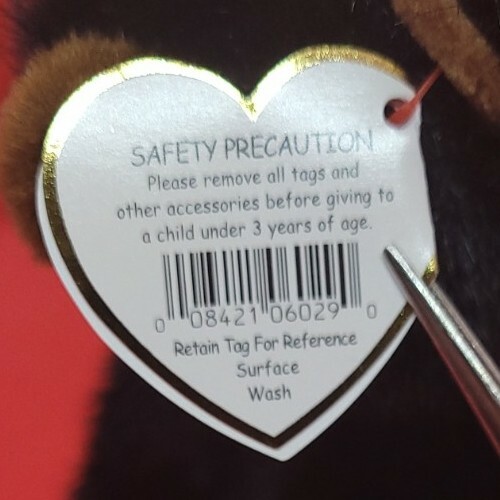 SAFETY PRECAUTION
Please remove all tags and
other accessories before giving to
a child under 3 years of age.
0 08421 06029 0
Retain Tag For Reference
Surface
Wash